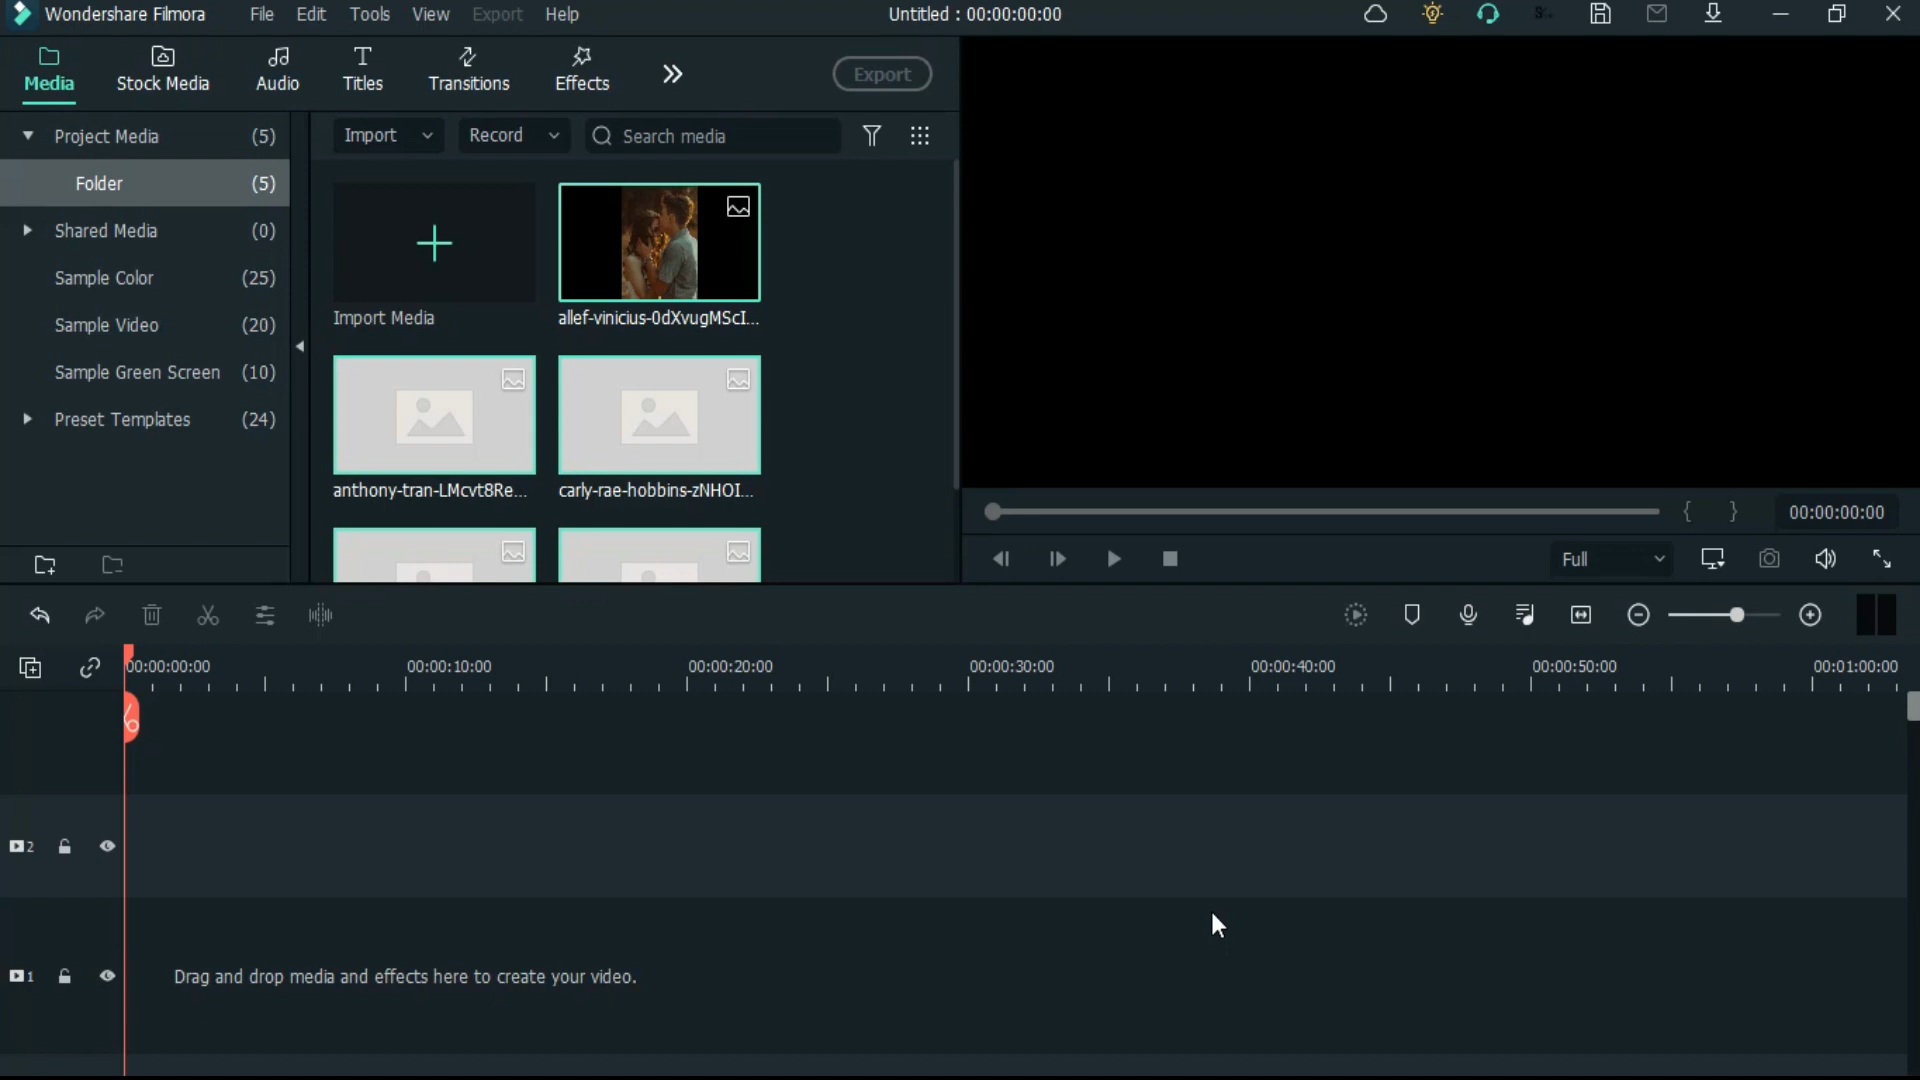 Wondershare Filmora File Edit Tools View Export Help Untitled : 00:00:00:00
Media Stock Media Audio Titles Transitions Effects Export
Project Media (5)
Folder (5)
Shared Media (0)
Sample Color (25)
Sample Video (20)
Sample Green Screen (10)
Preset Templates (24)
Import Record Search media
Import Media allef-vinicius-0dXvugMScI...
anthony-tran-LMcvt8Re... carly-rae-hobbins-zNHOI...
{ } 00:00:00:00
Full
00:00:00:00 00:00:10:00 00:00:20:00 00:00:30:00 00:00:40:00 00:00:50:00 00:01:00:00
2
1 Drag and drop media and effects here to create your video.